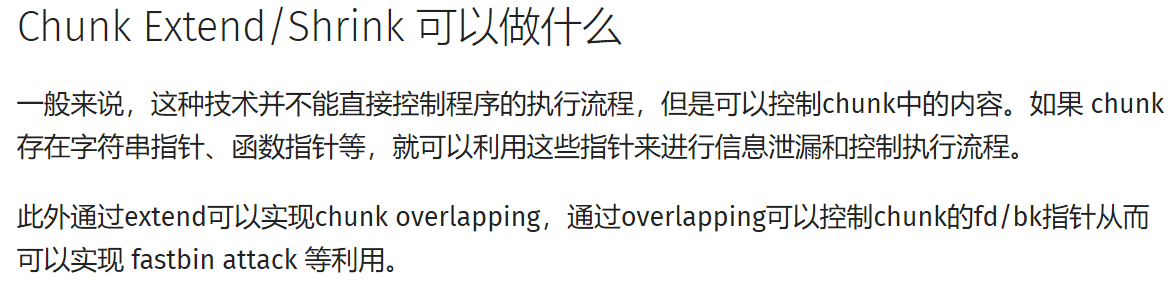 Chunk Extend/Shrink 可以做什么
一般来说，这种技术并不能直接控制程序的执行流程，但是可以控制chunk中的内容。如果 chunk
存在字符串指针、函数指针等，就可以利用这些指针来进行信息泄漏和控制执行流程。
此外通过extend可以实现chunk overlapping，通过overlapping可以控制chunk的fd/bk指针从而
可以实现 fastbin attack 等利用。